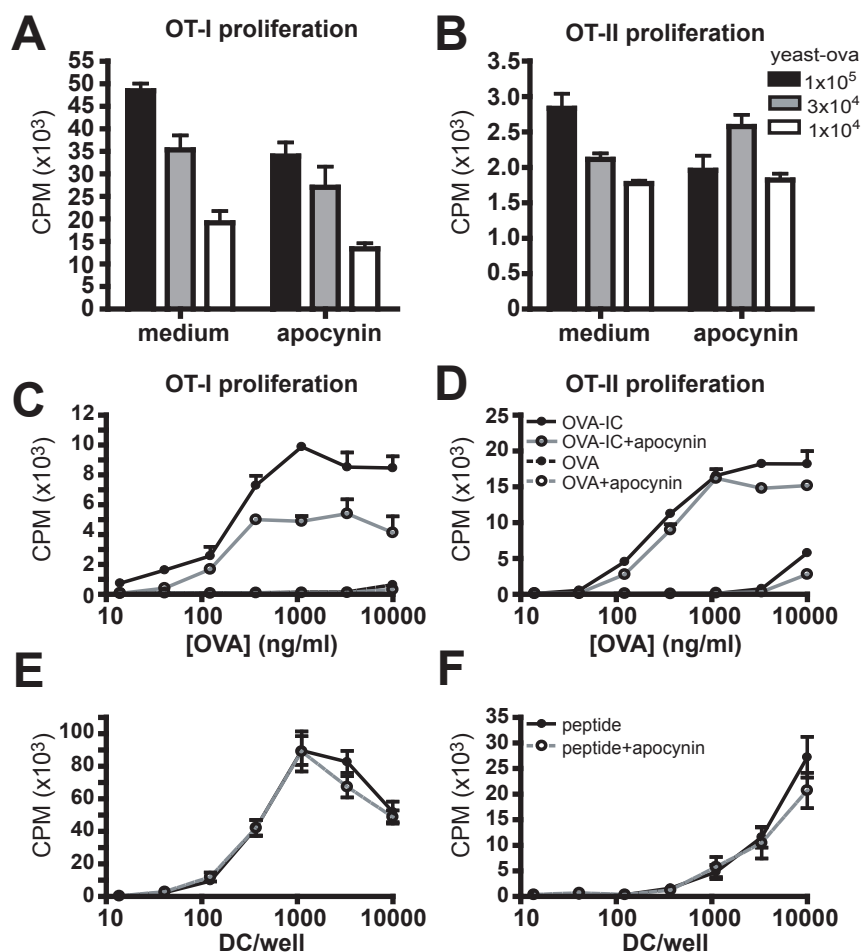 A
OT-I proliferation
CPM (x10³)
55
50
45
40
35
30
25
20
15
10
5
0
medium apocynin
B
OT-II proliferation
yeast-ova
1x10⁵
3x10⁴
1x10⁴
CPM (x10³)
3.5
3.0
2.5
2.0
1.5
1.0
0.5
0
medium apocynin
C
OT-I proliferation
CPM (x10³)
12
10
8
6
4
2
0
10 100 1000 10000
[OVA] (ng/ml)
D
OT-II proliferation
OVA-IC
OVA-IC+apocynin
OVA
OVA+apocynin
CPM (x10³)
25
20
15
10
5
0
10 100 1000 10000
[OVA] (ng/ml)
E
CPM (x10³)
100
80
60
40
20
0
10 100 1000 10000
DC/well
F
peptide
peptide+apocynin
CPM (x10³)
35
30
25
20
15
10
5
0
10 100 1000 10000
DC/well